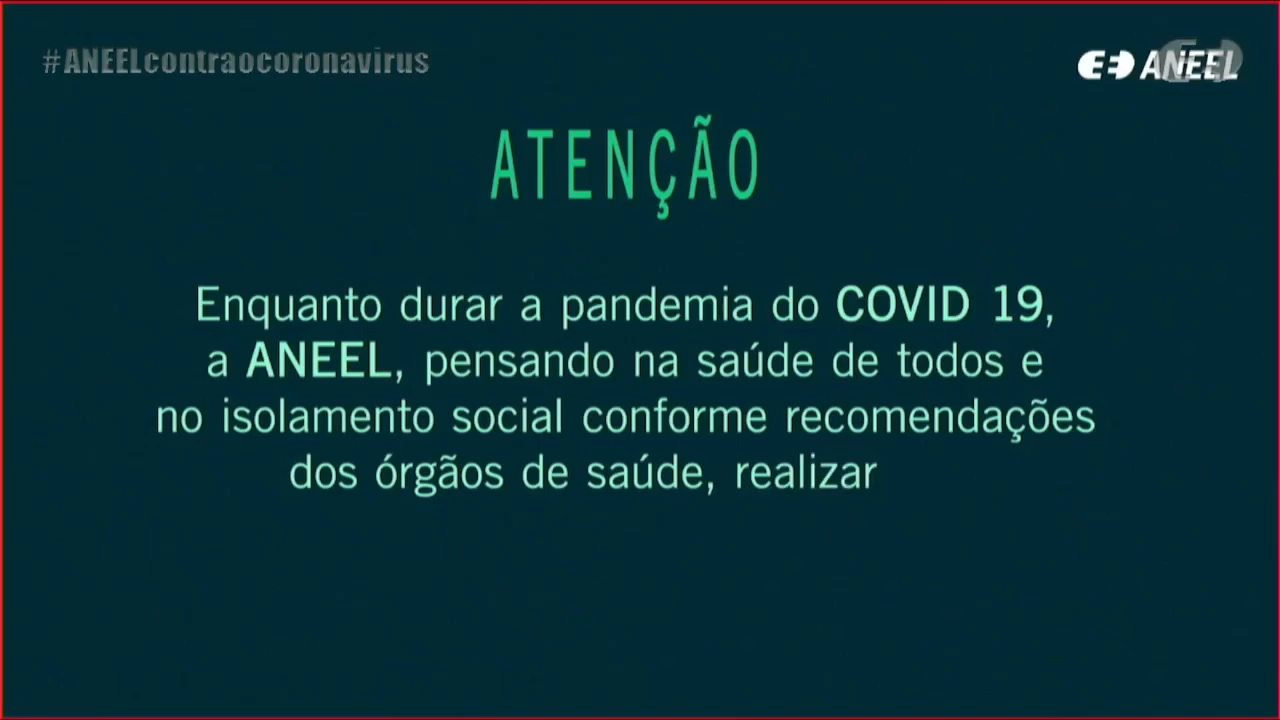 #ANEELcontraocoronavirus
ANEEL
ATENÇÃO
Enquanto durar a pandemia do COVID 19,
a ANEEL, pensando na saúde de todos e
no isolamento social conforme recomendações
dos órgãos de saúde, realizar